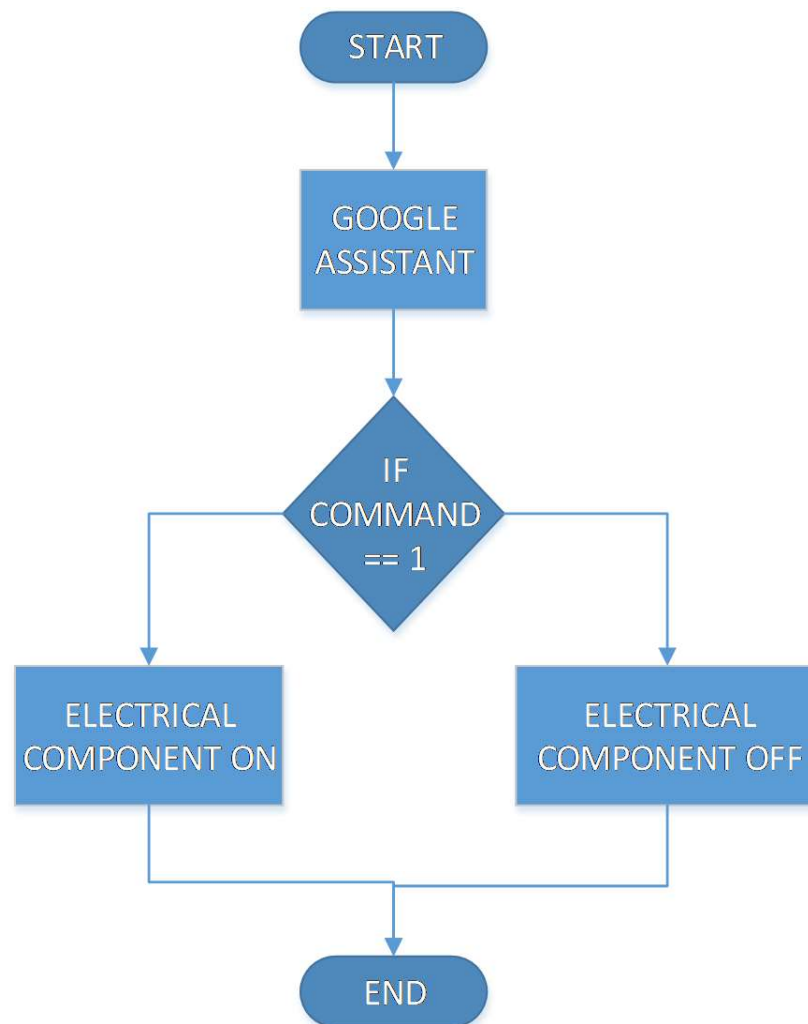 START
GOOGLE
ASSISTANT
IF
COMMAND
== 1
ELECTRICAL
COMPONENT ON
ELECTRICAL
COMPONENT OFF
END